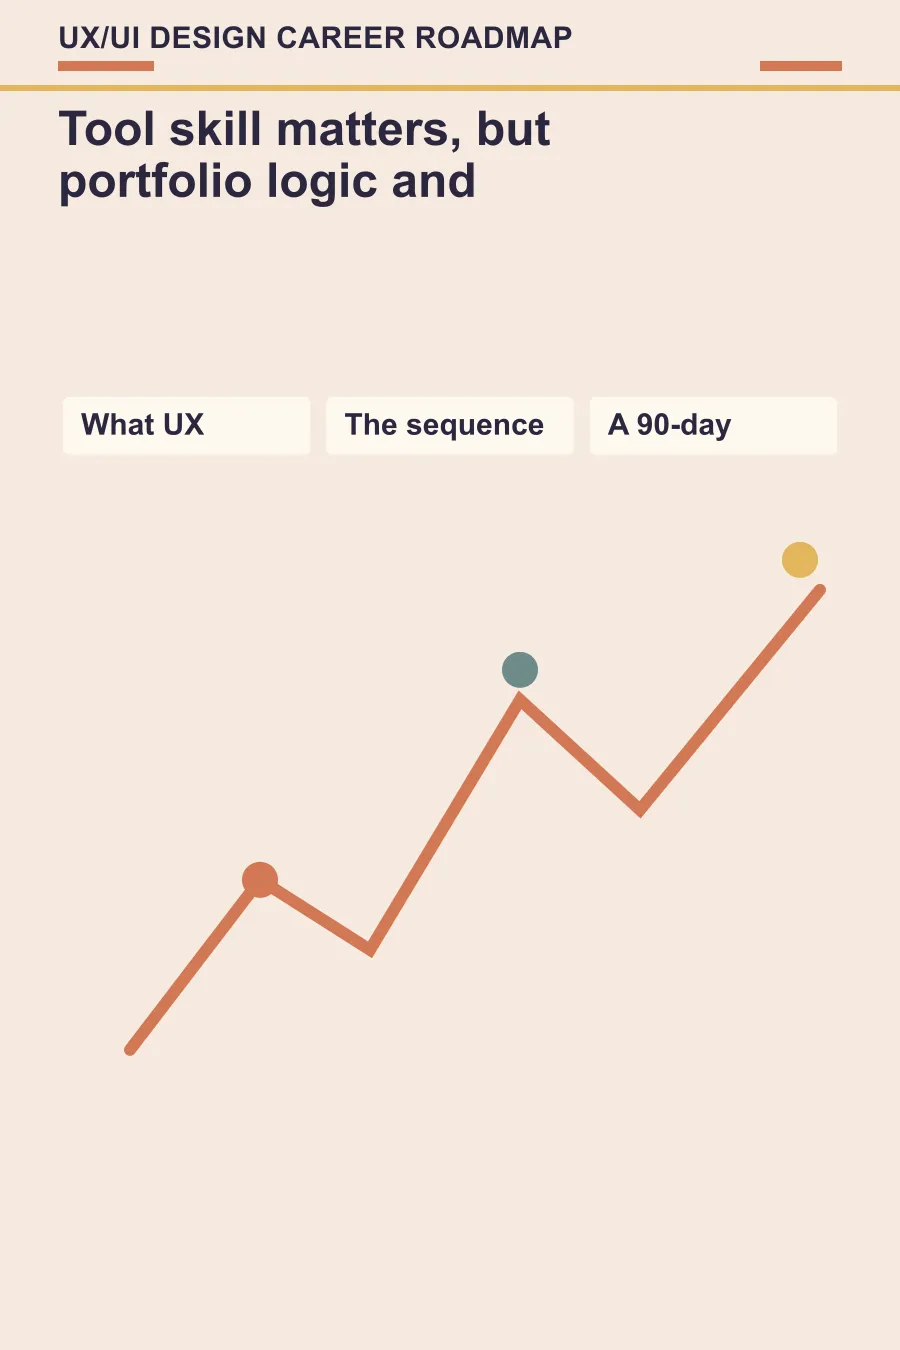 UX/UI DESIGN CAREER ROADMAP
Tool skill matters, but
portfolio logic and
What UX
The sequence
A 90-day